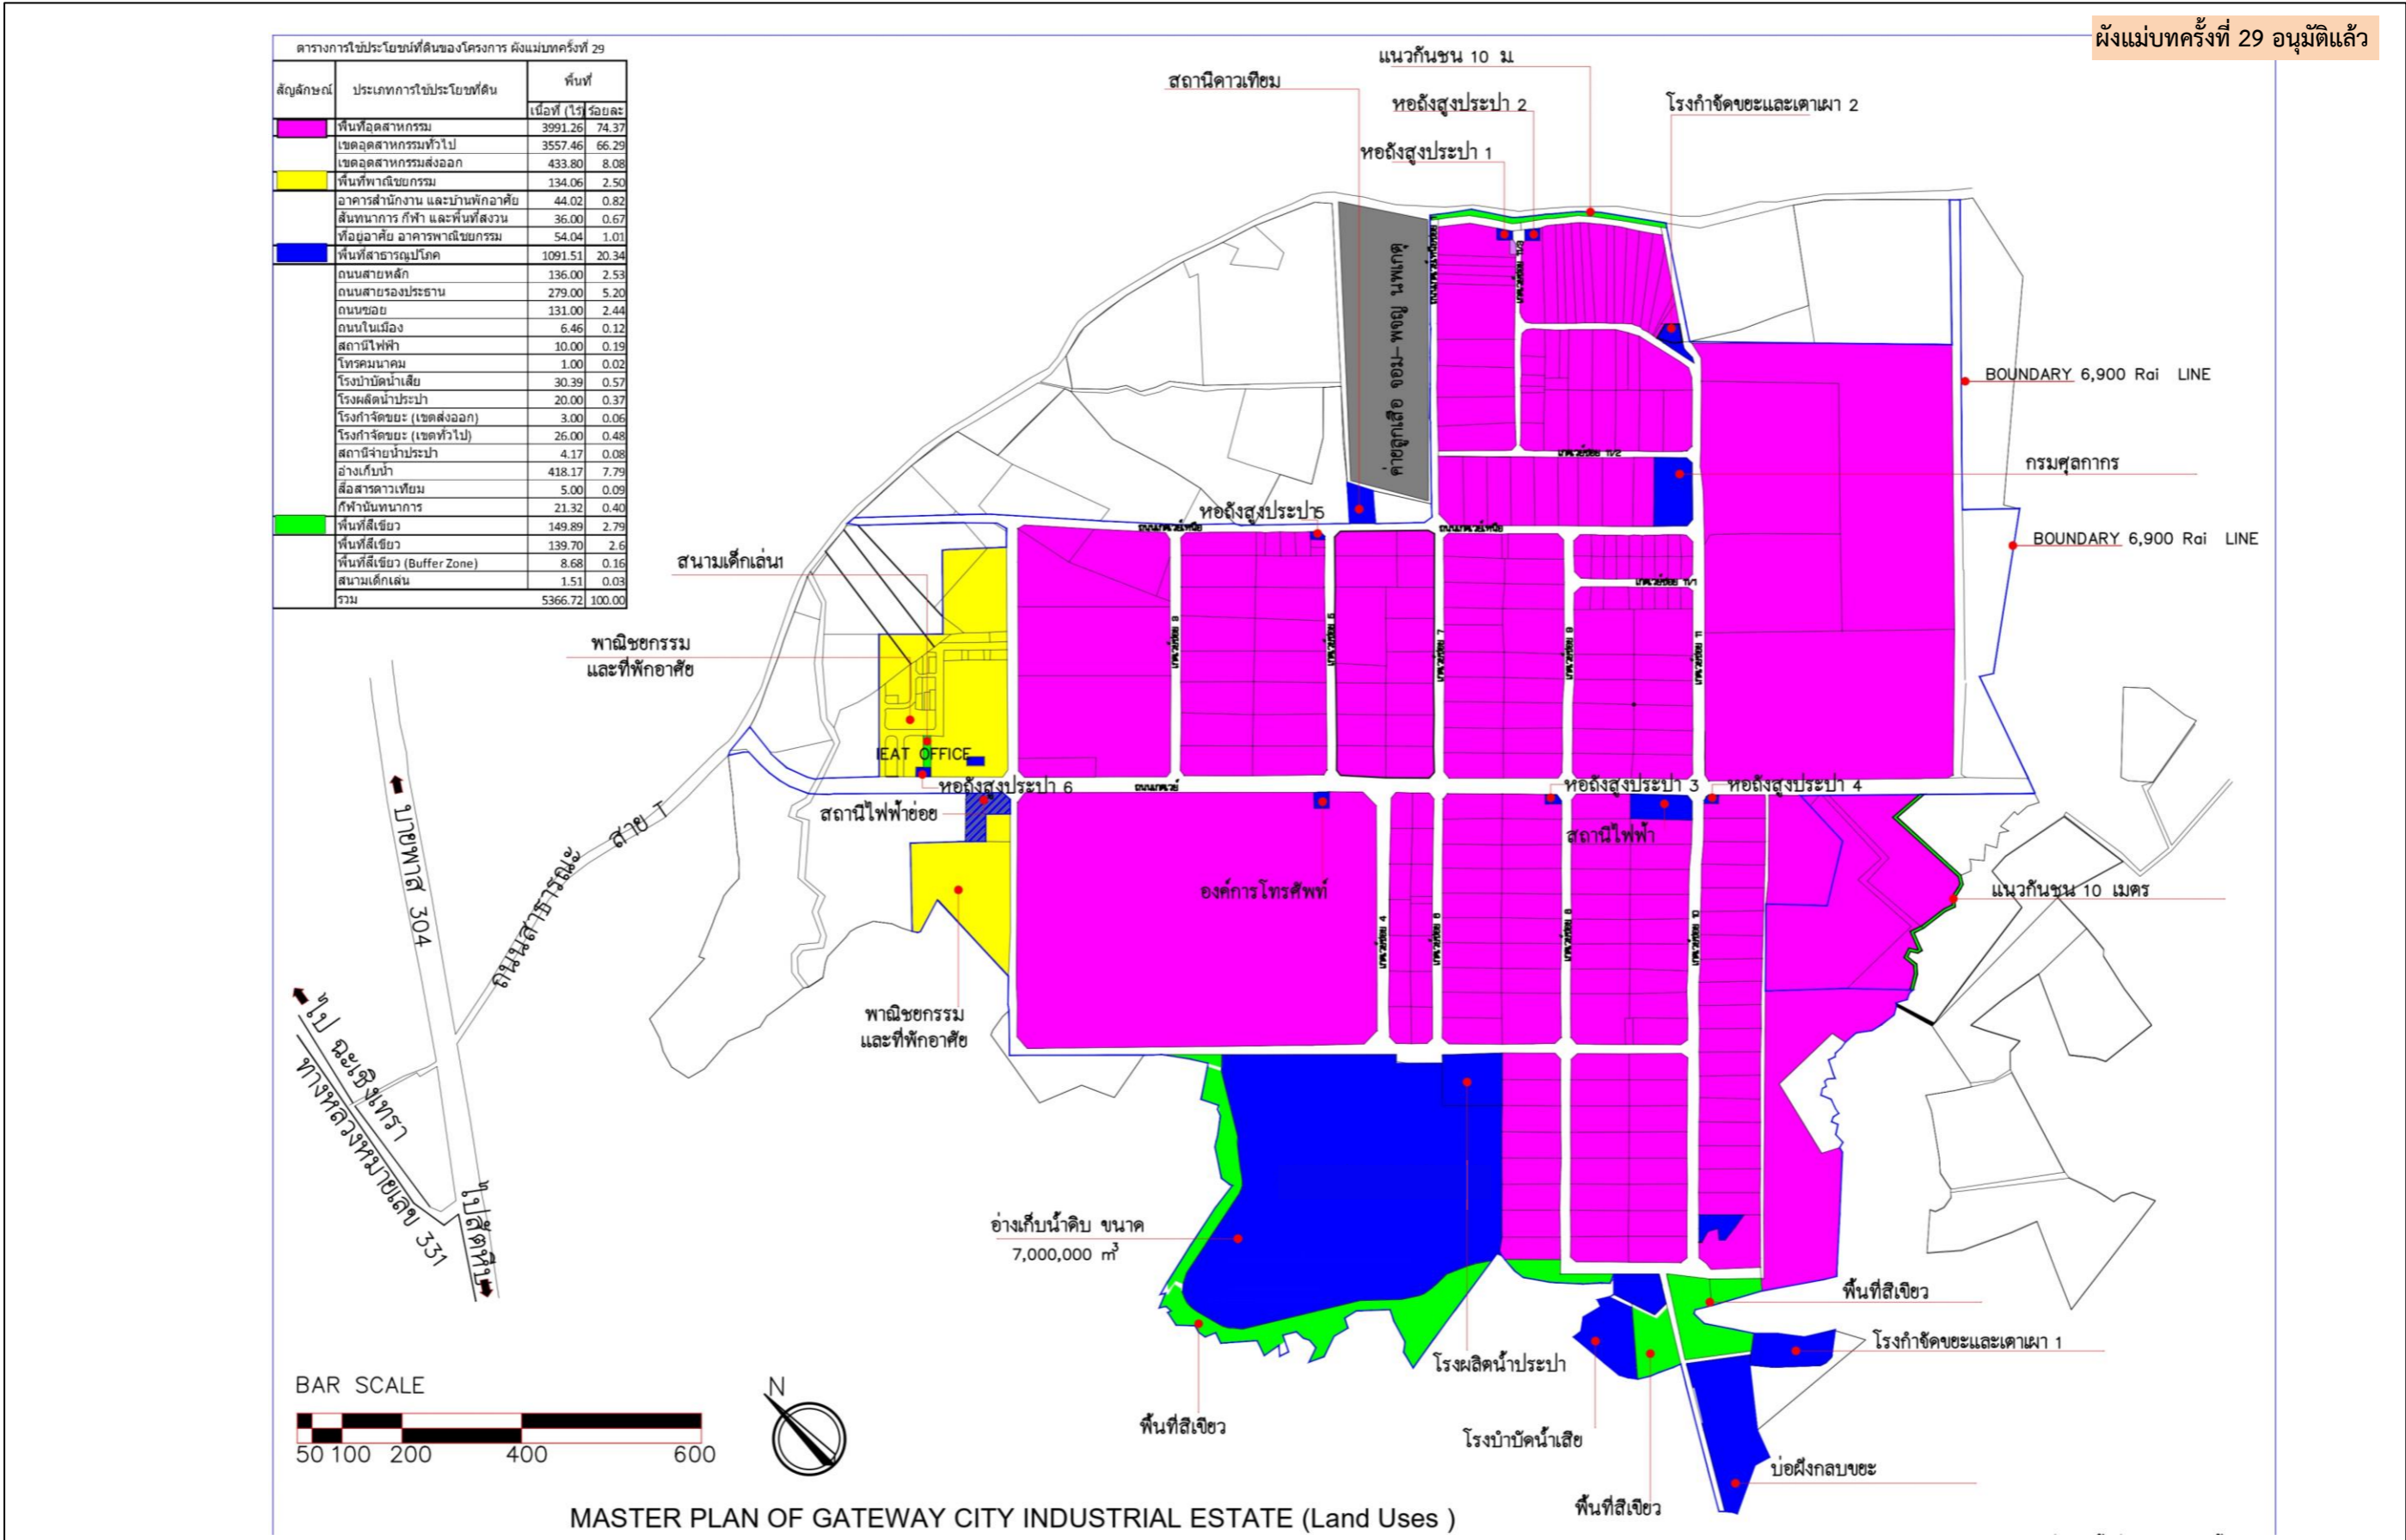 ผังแม่บทครั้งที่ 29 อนุมัติแล้ว
ตารางการใช้ประโยชน์ที่ดินของโครงการ ผังแม่บทครั้งที่ 29
สัญลักษณ์ ประเภทการใช้ประโยชที่ดิน พื้นที่
เนื้อที่ (ไร่) ร้อยละ
พื้นที่อุตสาหกรรม 3991.26 74.37
เขตอุตสาหกรรมทั่วไป 3557.46 66.29
เขตอุตสาหกรรมส่งออก 433.80 8.08
พื้นที่พาณิชยกรรม 134.06 2.50
อาคารสำนักงาน และบ้านพักอาศัย 44.02 0.82
สันทนาการ กีฬา และพื้นที่สงวน 36.00 0.67
ที่อยู่อาศัย อาคารพาณิชยกรรม 54.04 1.01
พื้นที่สาธารณูปโภค 1091.51 20.34
ถนนสายหลัก 136.00 2.53
ถนนสายรองประธาน 279.00 5.20
ถนนซอย 131.00 2.44
ถนนในเมือง 6.46 0.12
สถานีไฟฟ้า 10.00 0.19
โทรคมนาคม 1.00 0.02
โรงบำบัดน้ำเสีย 30.39 0.57
โรงผลิตน้ำประปา 20.00 0.37
โรงกำจัดขยะ (เขตส่งออก) 3.00 0.06
โรงกำจัดขยะ (เขตทั่วไป) 26.00 0.48
สถานีจ่ายน้ำประปา 4.17 0.08
อ่างเก็บน้ำ 418.17 7.79
สื่อสารดาวเทียม 5.00 0.09
กีฬานันทนาการ 21.32 0.40
พื้นที่สีเขียว 149.89 2.79
พื้นที่สีเขียว 139.70 2.6
พื้นที่สีเขียว (Buffer Zone) 8.68 0.16
สนามเด็กเล่น 1.51 0.03
รวม 5366.72 100.00
แนวกันชน 10 ม.
สถานีดาวเทียม
หอถังสูงประปา 2
โรงกำจัดขยะและเตาเผา 2
หอถังสูงประปา 1
BOUNDARY 6,900 Rai LINE
กรมศุลกากร
BOUNDARY 6,900 Rai LINE
หอถังสูงประปา5
สนามเด็กเล่น1
พาณิชยกรรม
และที่พักอาศัย
IEAT OFFICE
หอถังสูงประปา 6
หอถังสูงประปา 3
หอถังสูงประปา 4
สถานีไฟฟ้าย่อย
สถานีไฟฟ้า
องค์การโทรศัพท์
แนวกันชน 10 เมตร
พาณิชยกรรม
และที่พักอาศัย
บายพาส 304
ถนนสาธารณะ สาย T
ไป ฉะเชิงเทรา
ทางหลวงหมายเลข 331
ไปสัตหีบ
อ่างเก็บน้ำดิบ ขนาด
7,000,000 m³
พื้นที่สีเขียว
โรงกำจัดขยะและเตาเผา 1
โรงผลิตน้ำประปา
พื้นที่สีเขียว
โรงบำบัดน้ำเสีย
บ่อฝังกลบขยะ
พื้นที่สีเขียว
BAR SCALE
50 100 200 400 600
N
MASTER PLAN OF GATEWAY CITY INDUSTRIAL ESTATE (Land Uses )